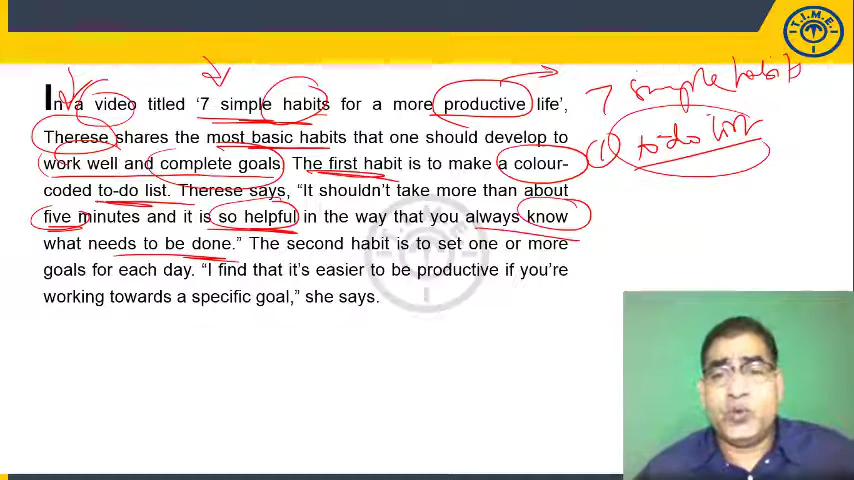 T.I.M.E.
In a video titled ‘7 simple habits for a more productive life’,
Therese shares the most basic habits that one should develop to
work well and complete goals. The first habit is to make a colour-
coded to-do list. Therese says, “It shouldn’t take more than about
five minutes and it is so helpful in the way that you always know
what needs to be done.” The second habit is to set one or more
goals for each day. “I find that it’s easier to be productive if you’re
working towards a specific goal,” she says.
7 simple habits
(1) to-do list